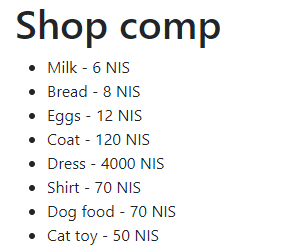 Shop comp
Milk - 6 NIS
Bread - 8 NIS
Eggs - 12 NIS
Coat - 120 NIS
Dress - 4000 NIS
Shirt - 70 NIS
Dog food - 70 NIS
Cat toy - 50 NIS